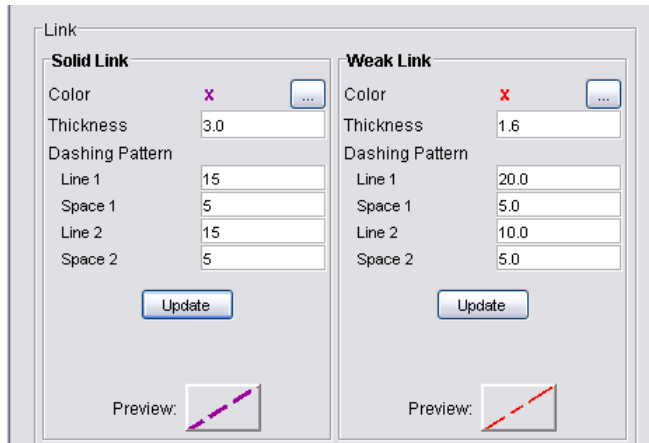 Link
Solid Link
Color X ...
Thickness 3.0
Dashing Pattern
Line 1 15
Space 1 5
Line 2 15
Space 2 5
Update
Preview:
Weak Link
Color X ...
Thickness 1.6
Dashing Pattern
Line 1 20.0
Space 1 5.0
Line 2 10.0
Space 2 5.0
Update
Preview: